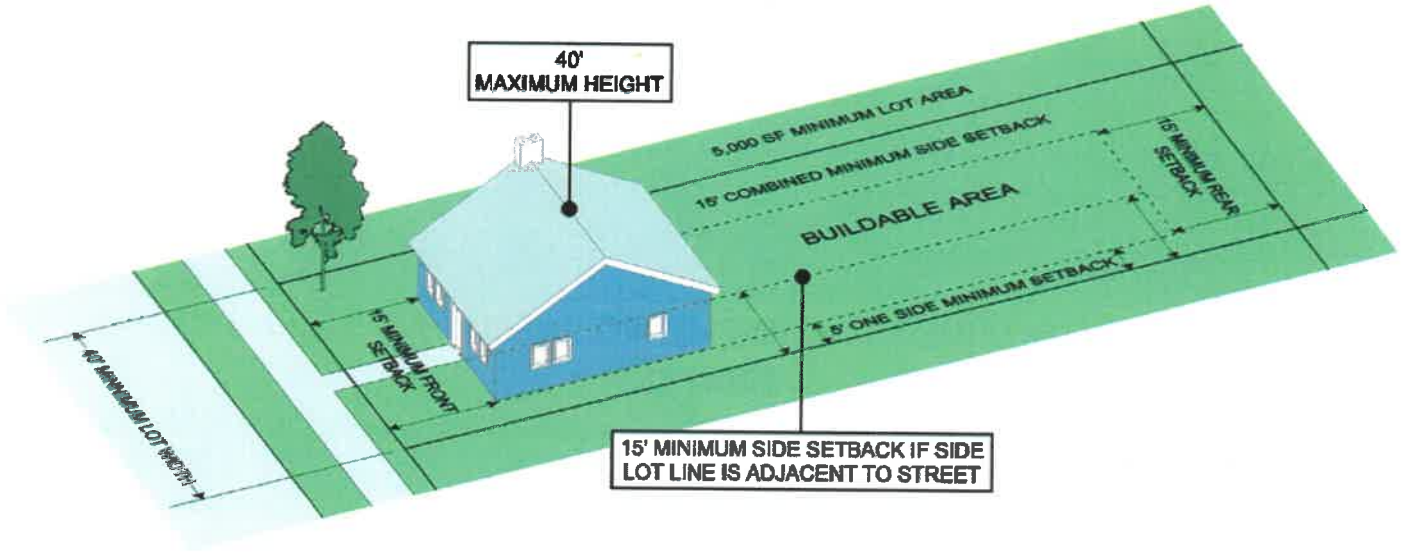 40'
MAXIMUM HEIGHT
5,000 SF MINIMUM LOT AREA
15' COMBINED MINIMUM SIDE SETBACK
15' MINIMUM REAR
SETBACK
BUILDABLE AREA
5' ONE SIDE MINIMUM SETBACK
15' MINIMUM FRONT
SETBACK
40' MINIMUM LOT WIDTH
15' MINIMUM SIDE SETBACK IF SIDE
LOT LINE IS ADJACENT TO STREET